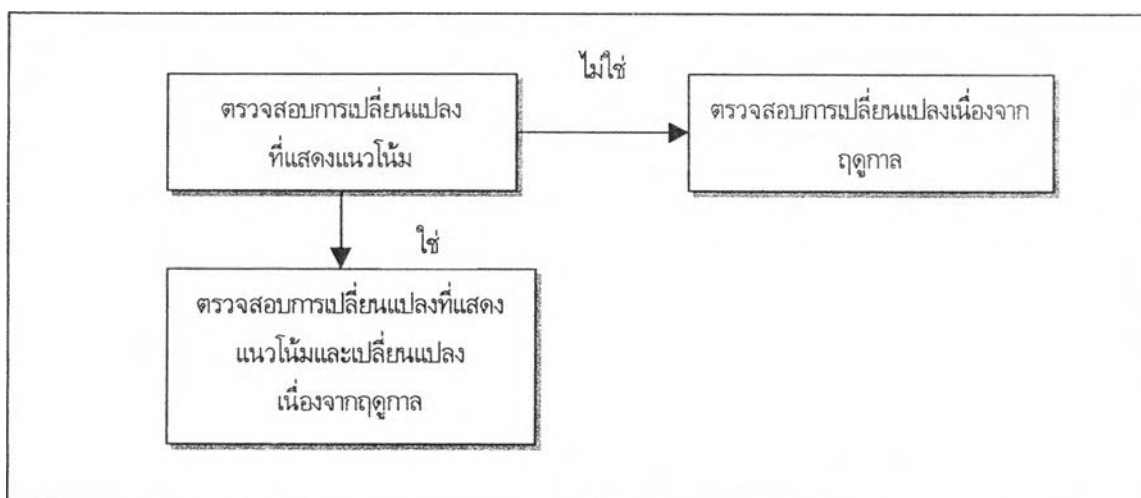 ไม่ใช่
ตรวจสอบการเปลี่ยนแปลง
ที่แสดงแนวโน้ม
ตรวจสอบการเปลี่ยนแปลงเนื่องจาก
ฤดูกาล
ใช่
ตรวจสอบการเปลี่ยนแปลงที่แสดง
แนวโน้มและเปลี่ยนแปลง
เนื่องจากฤดูกาล